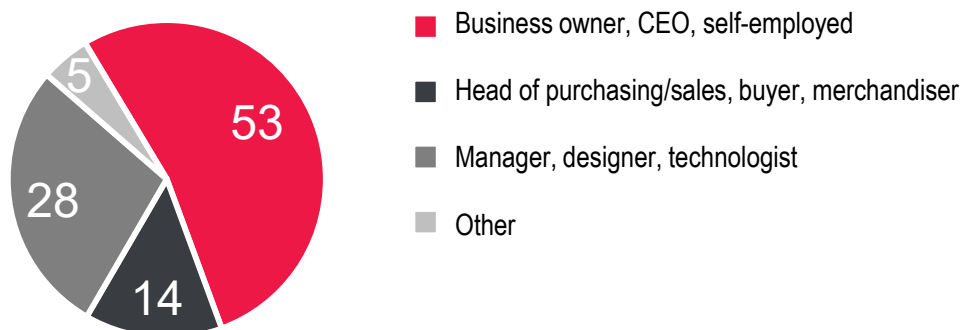 Business owner, CEO, self-employed
5
53
Head of purchasing/sales, buyer, merchandiser
Manager, designer, technologist
28
Other
14